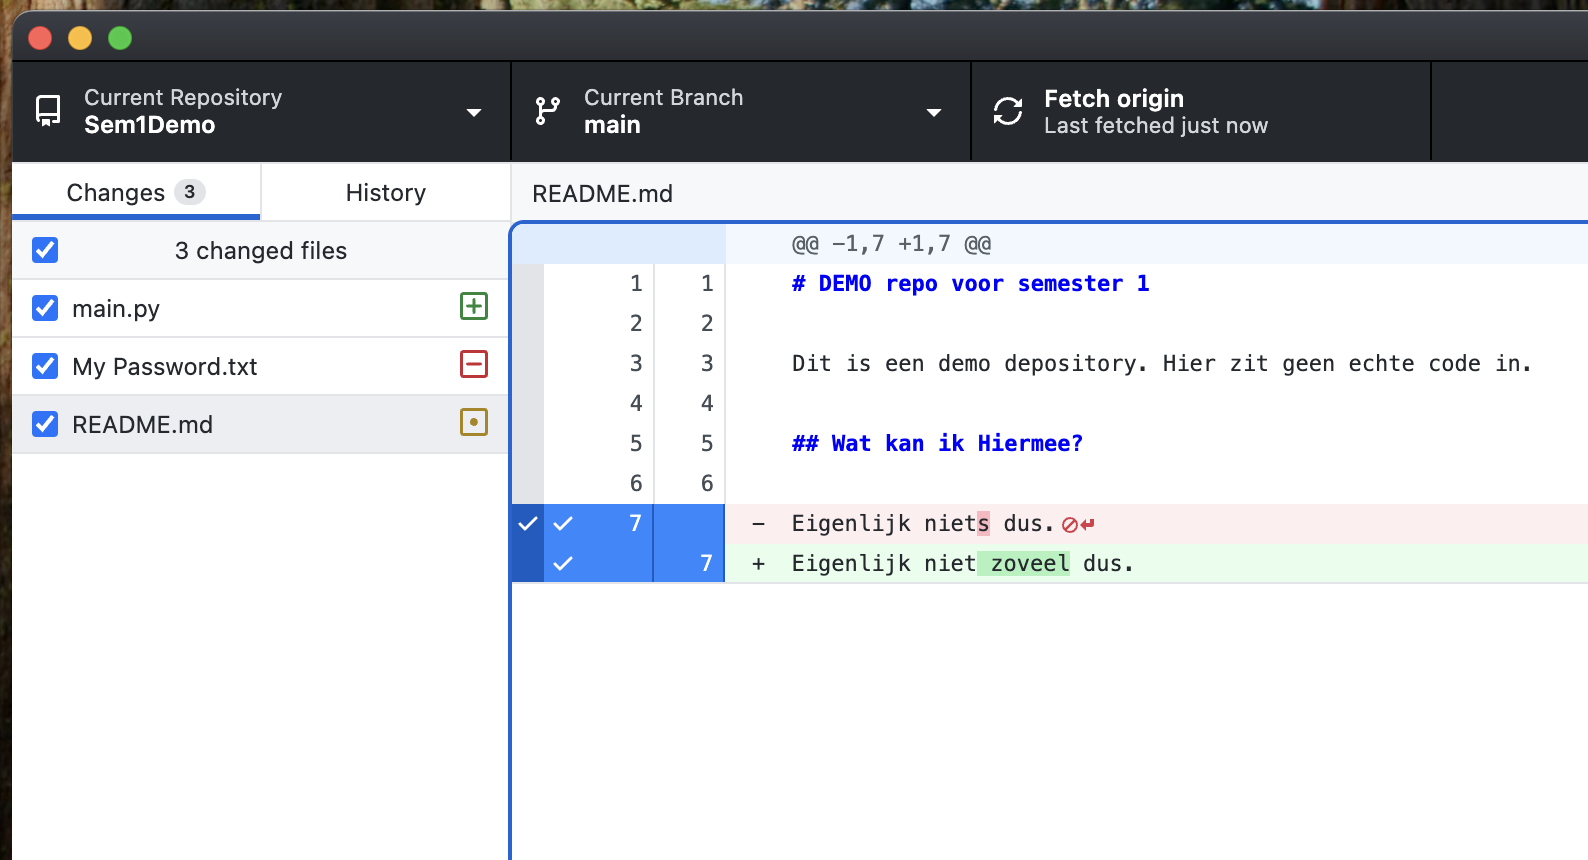 Current Repository
Sem1Demo
Current Branch
main
Fetch origin
Last fetched just now
Changes 3
History
3 changed files
main.py
My Password.txt
README.md
README.md
@@ -1,7 +1,7 @@
1 1 # DEMO repo voor semester 1
2 2
3 3 Dit is een demo depository. Hier zit geen echte code in.
4 4
5 5 ## Wat kan ik Hiermee?
6 6
7 - Eigenlijk niets dus.
7 + Eigenlijk niet zoveel dus.